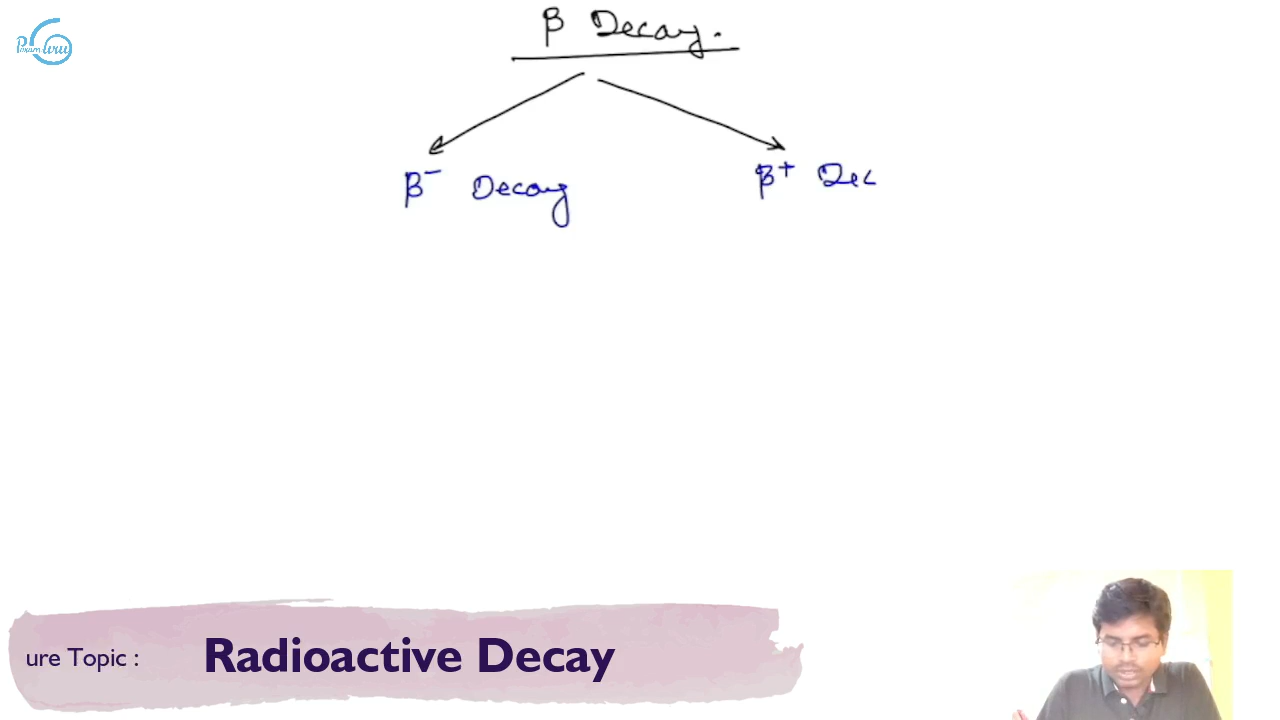 β Decay.
β⁻ Decay
β⁺ Dec
ure Topic :
Radioactive Decay